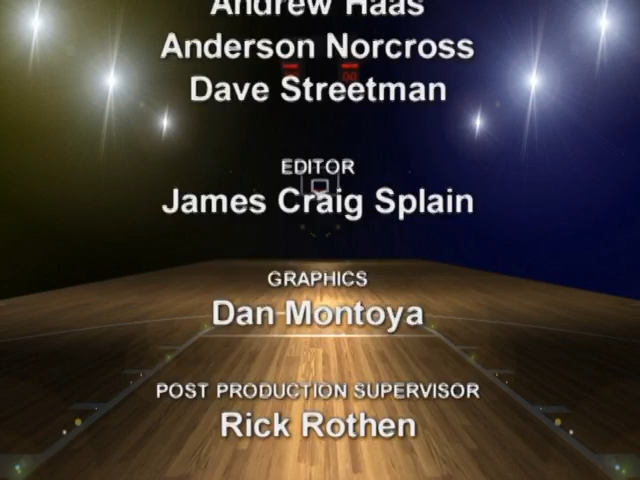 Andrew Haas
Anderson Norcross
Dave Streetman
EDITOR
James Craig Splain
GRAPHICS
Dan Montoya
POST PRODUCTION SUPERVISOR
Rick Rothen